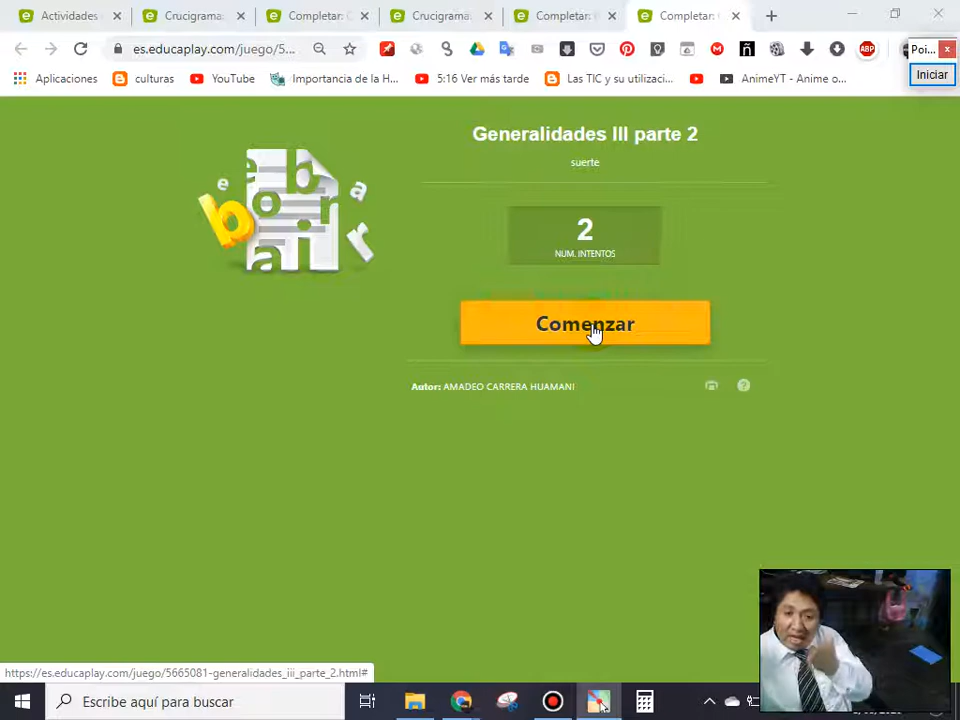 Actividades
Crucigrama:
Completar: C
Crucigrama:
Completar: 
Completar: 
Poi...
es.educaplay.com/juego/5...
Iniciar
Aplicaciones
culturas
YouTube
Importancia de la H...
5:16 Ver más tarde
Las TIC y su utilizaci...
AnimeYT - Anime o...
Generalidades III parte 2
suerte
2
NUM. INTENTOS
Comenzar
Autor: AMADEO CARRERA HUAMANI
https://es.educaplay.com/juego/5665081-generalidades_iii_parte_2.html#
Escribe aquí para buscar